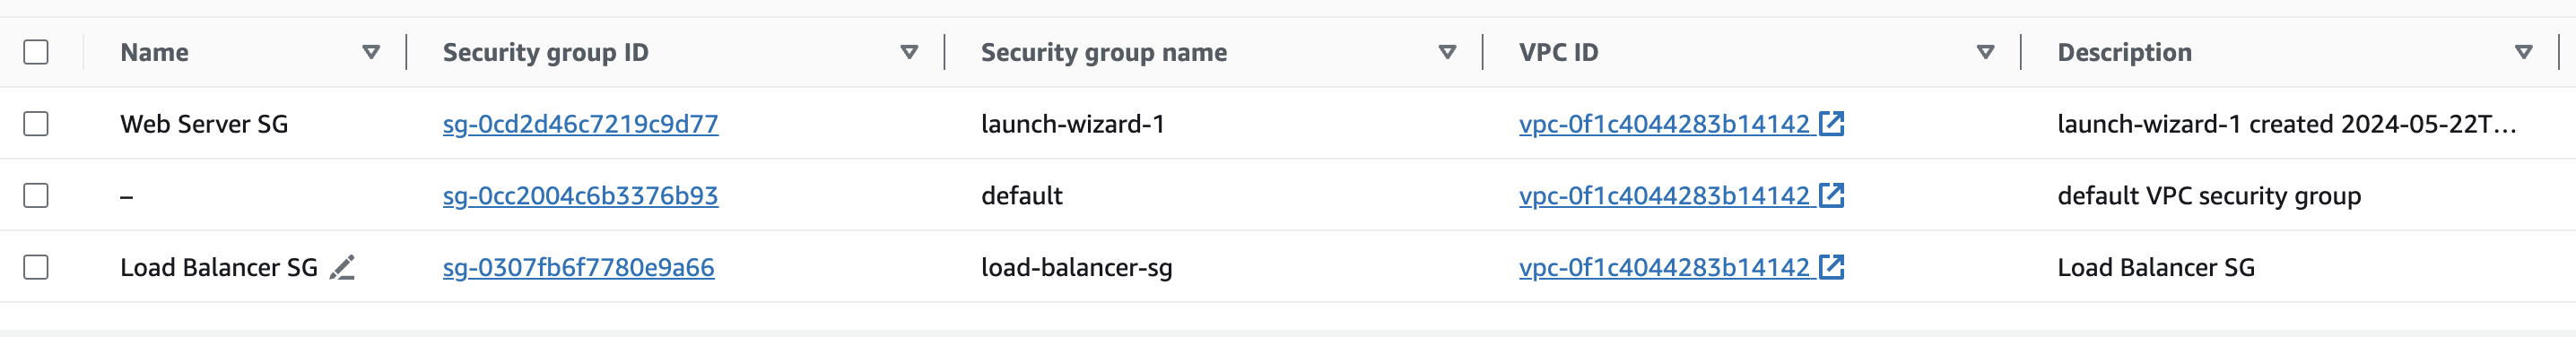 Name Security group ID Security group name VPC ID Description
Web Server SG sg-0cd2d46c7219c9d77 launch-wizard-1 vpc-0f1c4044283b14142 launch-wizard-1 created 2024-05-22T...
– sg-0cc2004c6b3376b93 default vpc-0f1c4044283b14142 default VPC security group
Load Balancer SG sg-0307fb6f7780e9a66 load-balancer-sg vpc-0f1c4044283b14142 Load Balancer SG